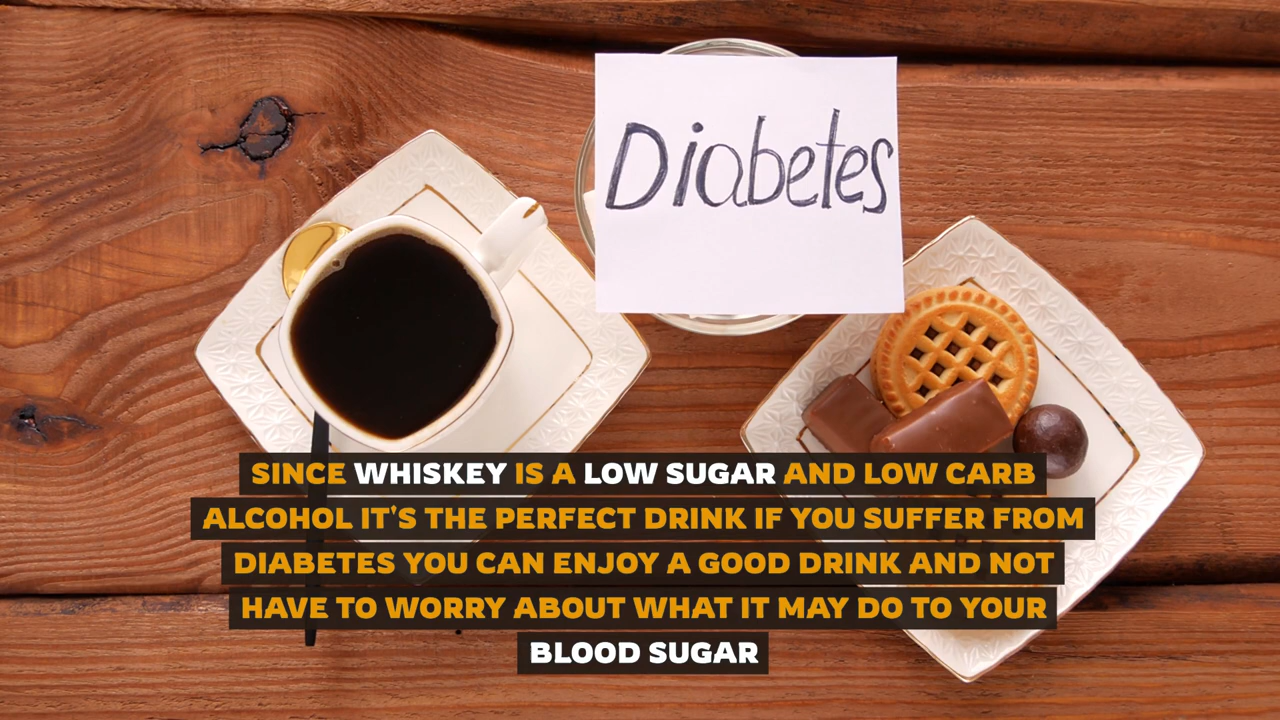 Diabetes
SINCE WHISKEY IS A LOW SUGAR AND LOW CARB
ALCOHOL IT'S THE PERFECT DRINK IF YOU SUFFER FROM
DIABETES YOU CAN ENJOY A GOOD DRINK AND NOT
HAVE TO WORRY ABOUT WHAT IT MAY DO TO YOUR
BLOOD SUGAR